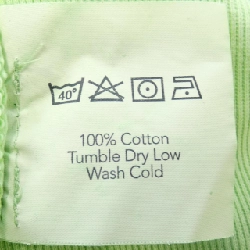 40°
100% Cotton
Tumble Dry Low
Wash Cold